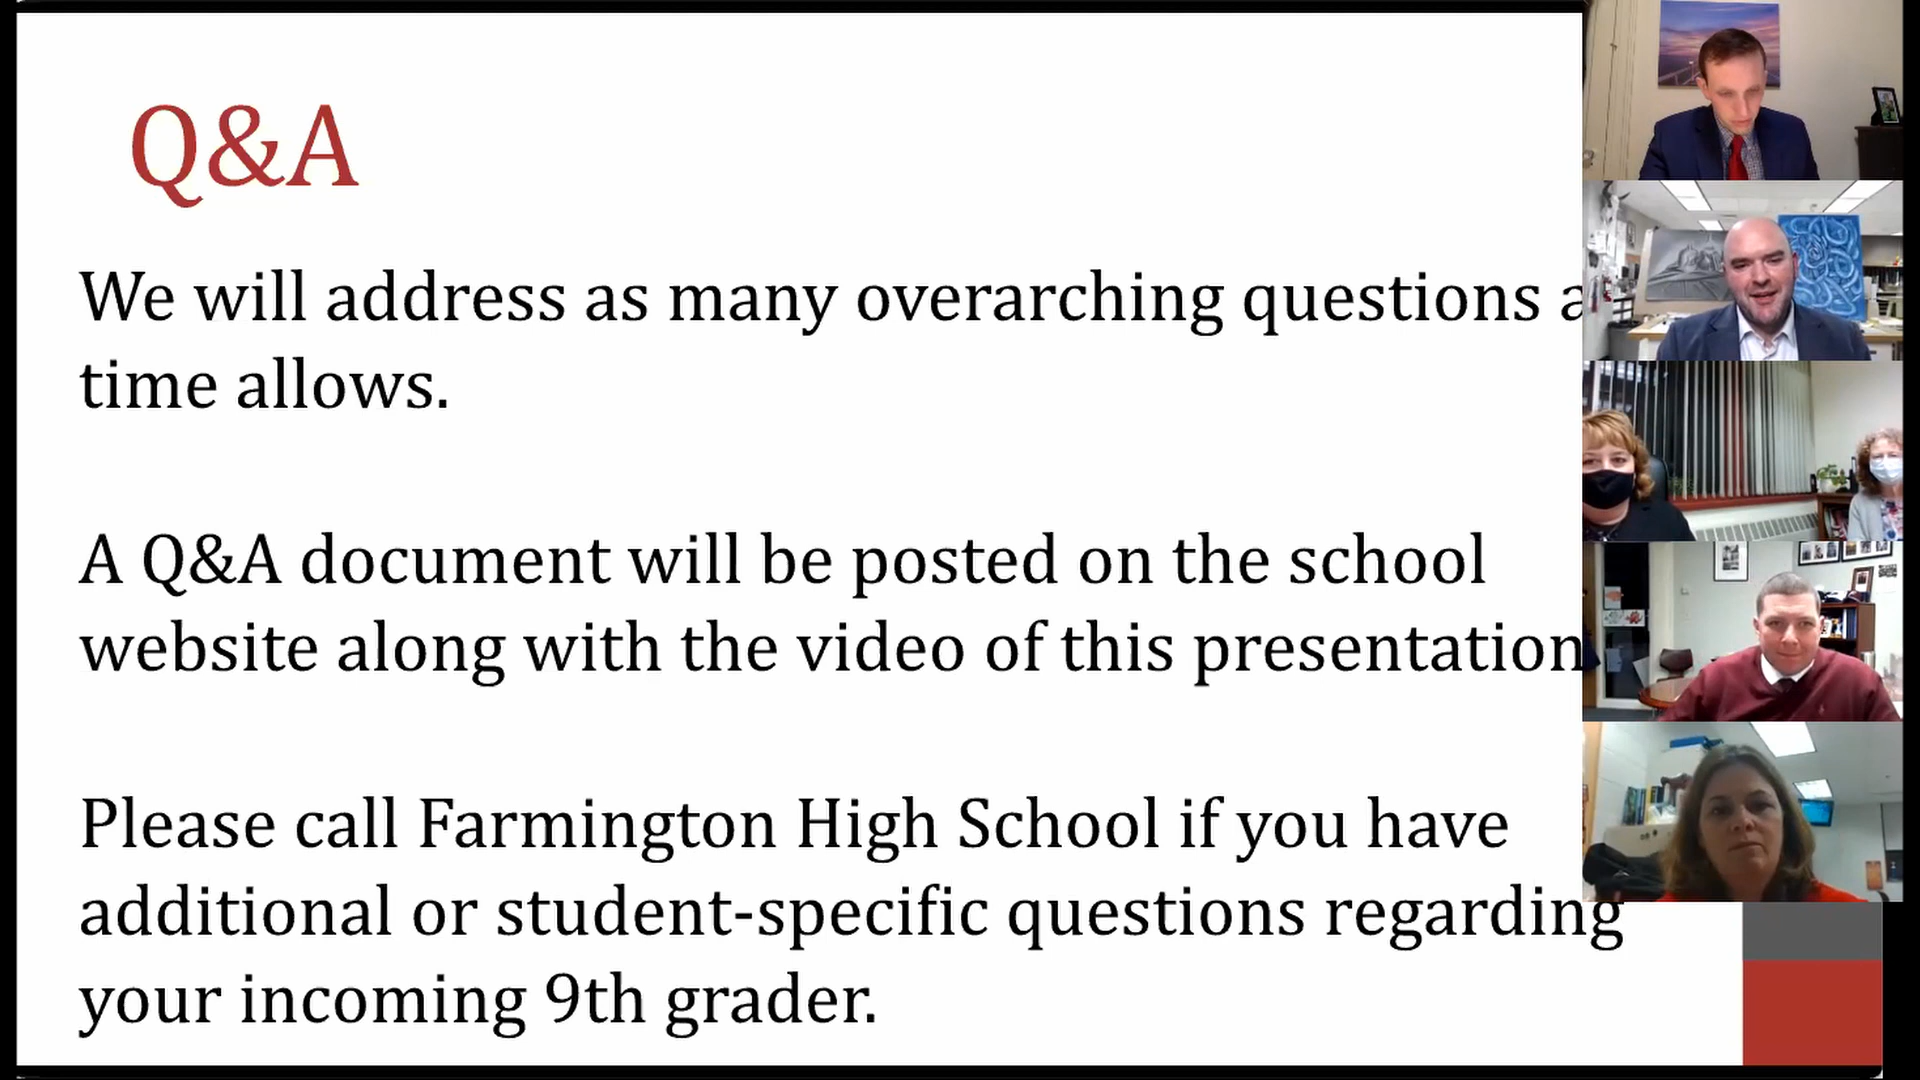 Q&A
We will address as many overarching questions
time allows.
A Q&A document will be posted on the school
website along with the video of this presentation
Please call Farmington High School if you have
additional or student-specific questions regarding
your incoming 9th grader.